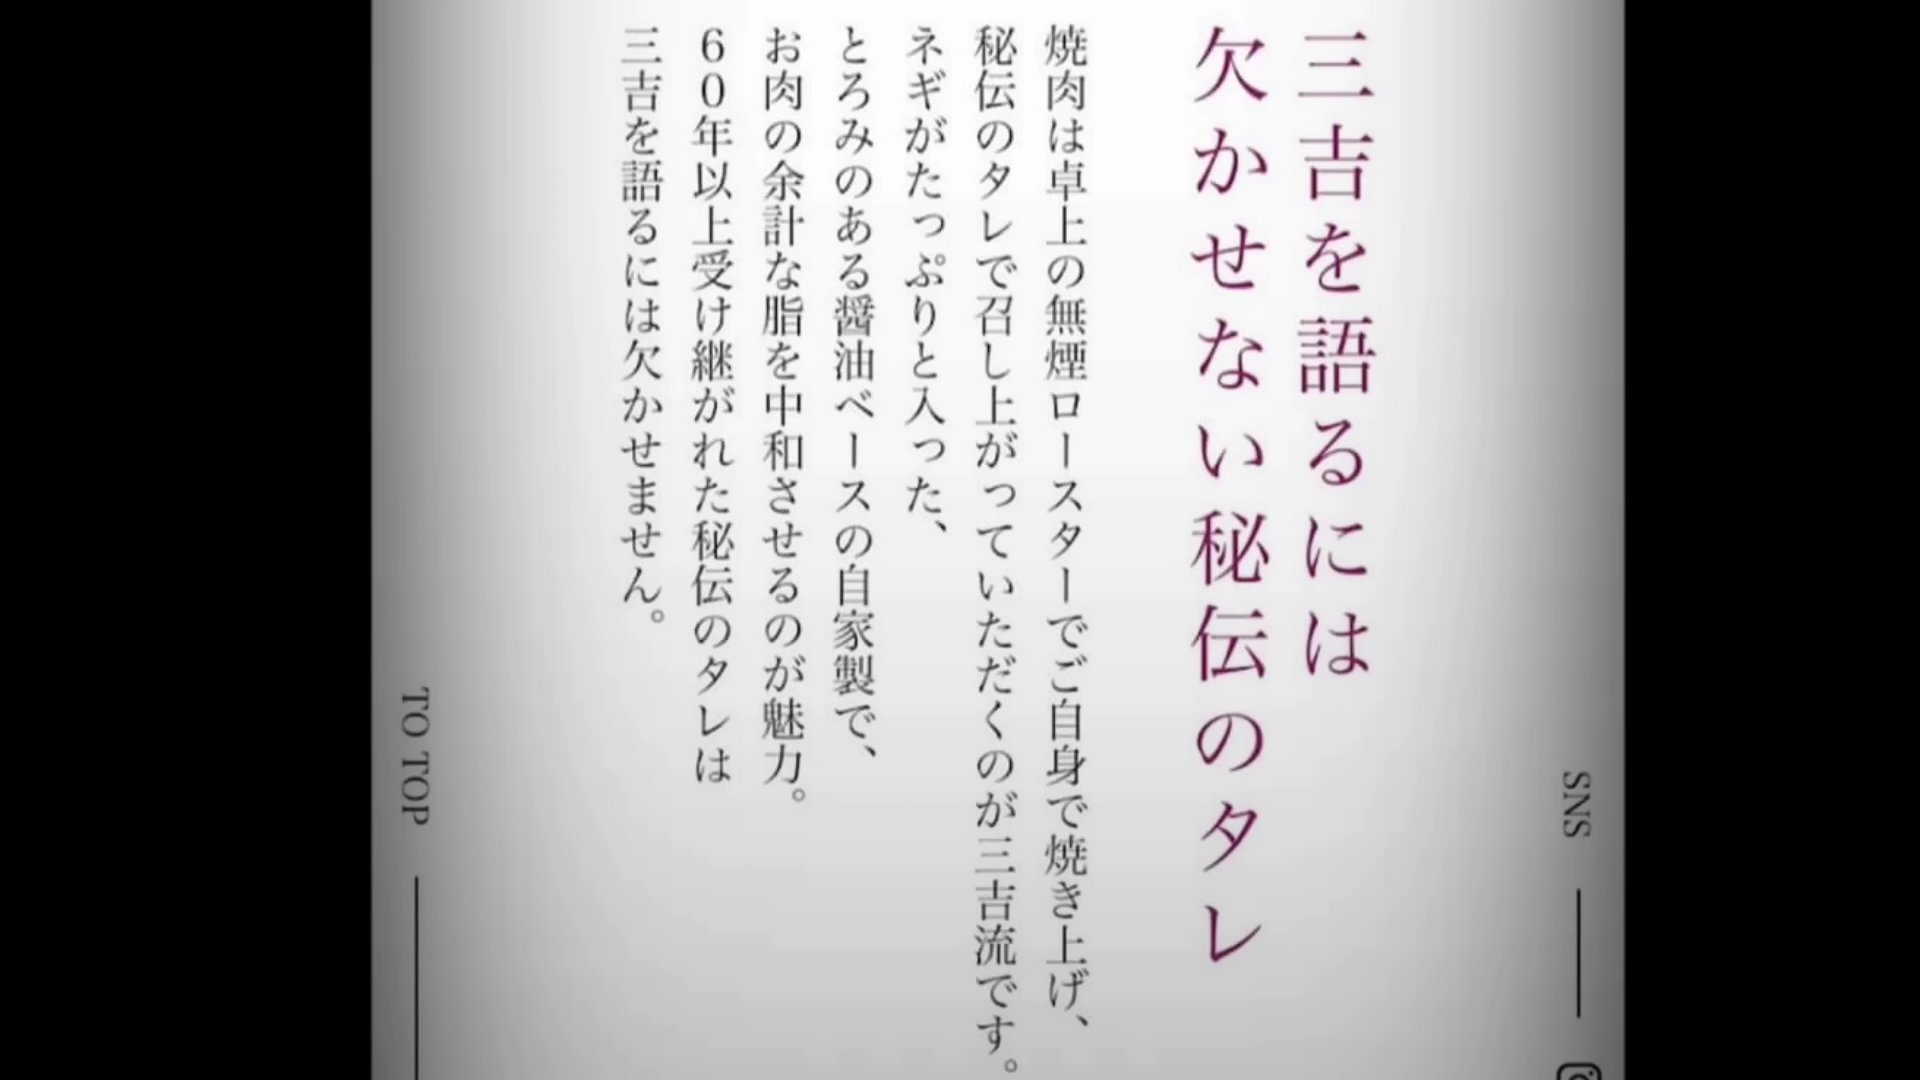 三吉を語るには
欠かせない秘伝のタレ
焼肉は卓上の無煙ロースターでご自身で焼き上げ、
秘伝のタレで召し上がっていただくのが三吉流です。
ネギがたっぷりと入った、
とろみのある醤油ベースの自家製で、
お肉の余計な脂を中和させるのが魅力。
60年以上受け継がれた秘伝のタレは
三吉を語るには欠かせません。
SNS
TO TOP